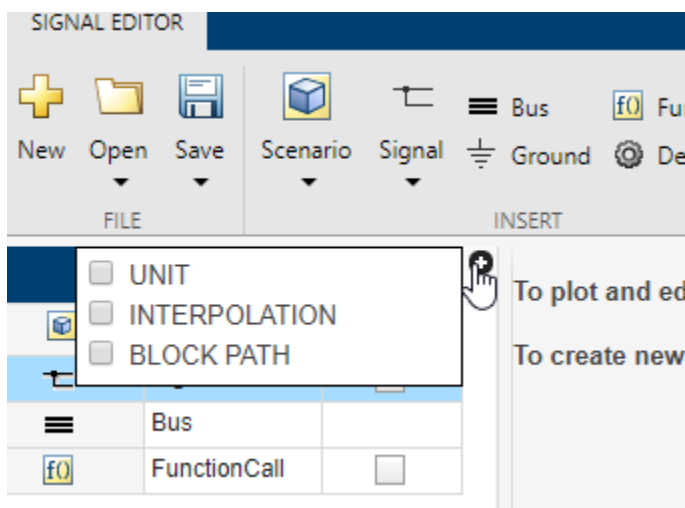 SIGNAL EDITOR
New Open Save Scenario Signal Bus f()
Ground
FILE INSERT
UNIT
INTERPOLATION
BLOCK PATH
To plot and
To create new
Bus
f() FunctionCall